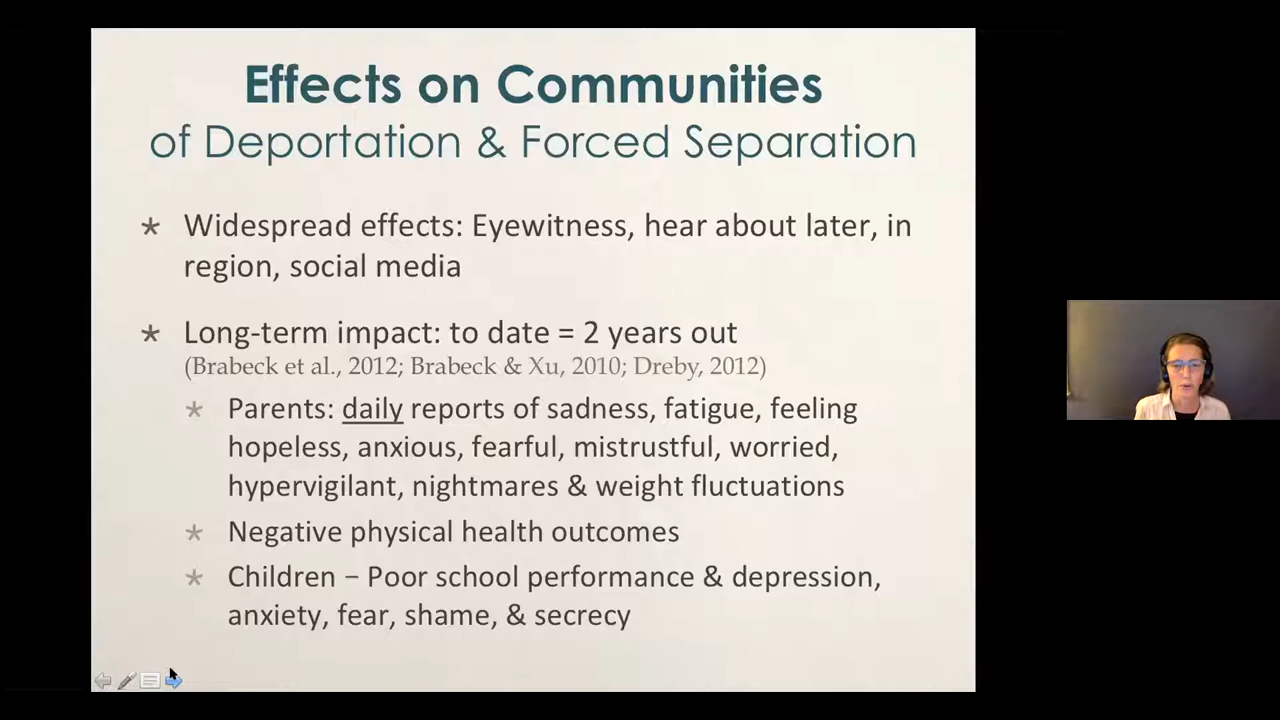 Effects on Communities
of Deportation & Forced Separation
* Widespread effects: Eyewitness, hear about later, in
region, social media
* Long-term impact: to date = 2 years out
(Brabeck et al., 2012; Brabeck & Xu, 2010; Dreby, 2012)
* Parents: daily reports of sadness, fatigue, feeling
hopeless, anxious, fearful, mistrustful, worried,
hypervigilant, nightmares & weight fluctuations
* Negative physical health outcomes
* Children – Poor school performance & depression,
anxiety, fear, shame, & secrecy